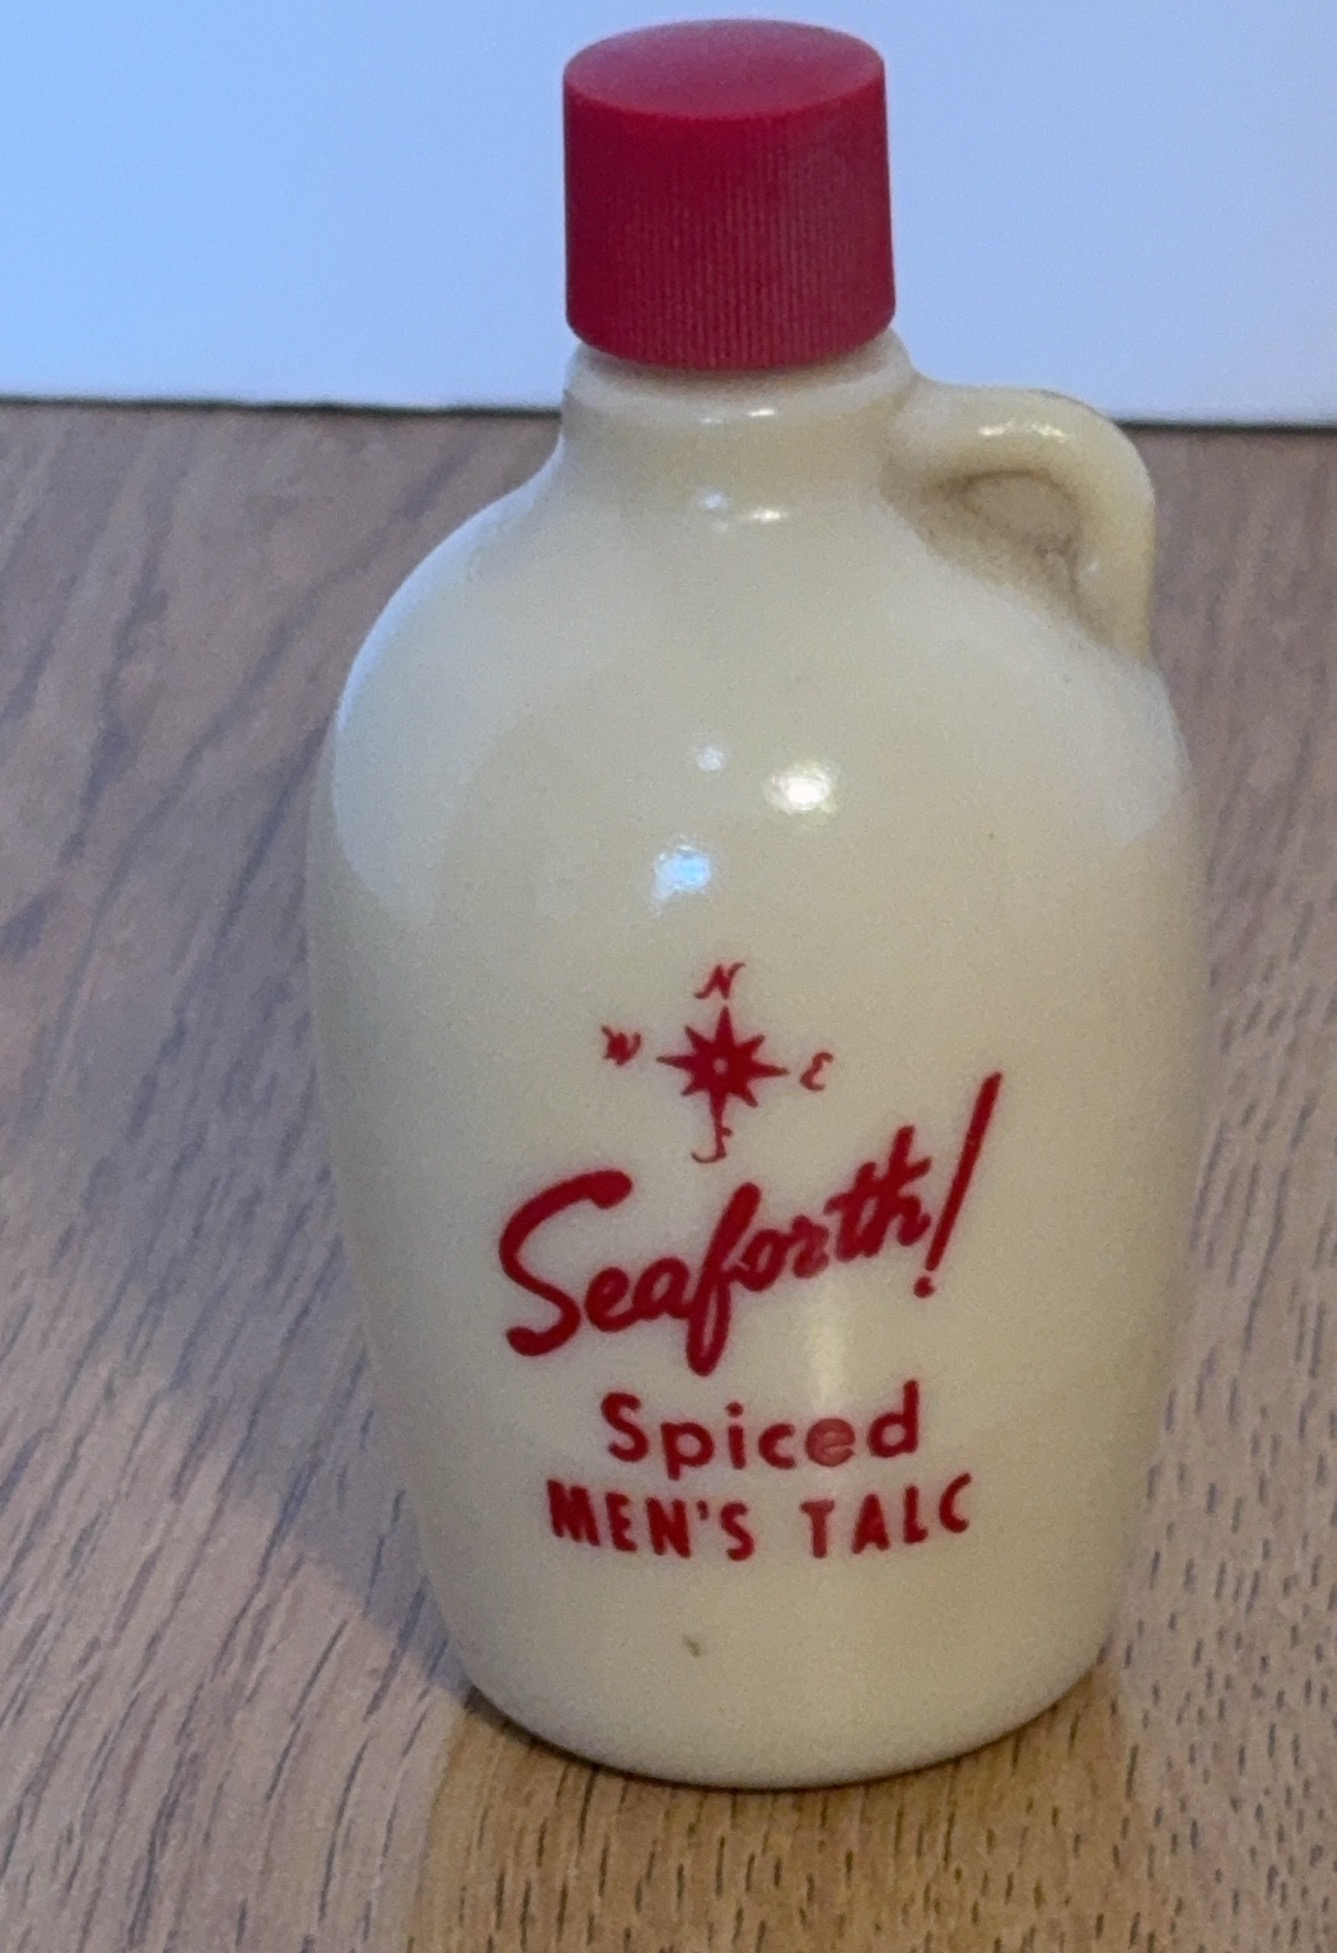 N
W E
S
Seaforth!
Spiced
MEN'S TALC